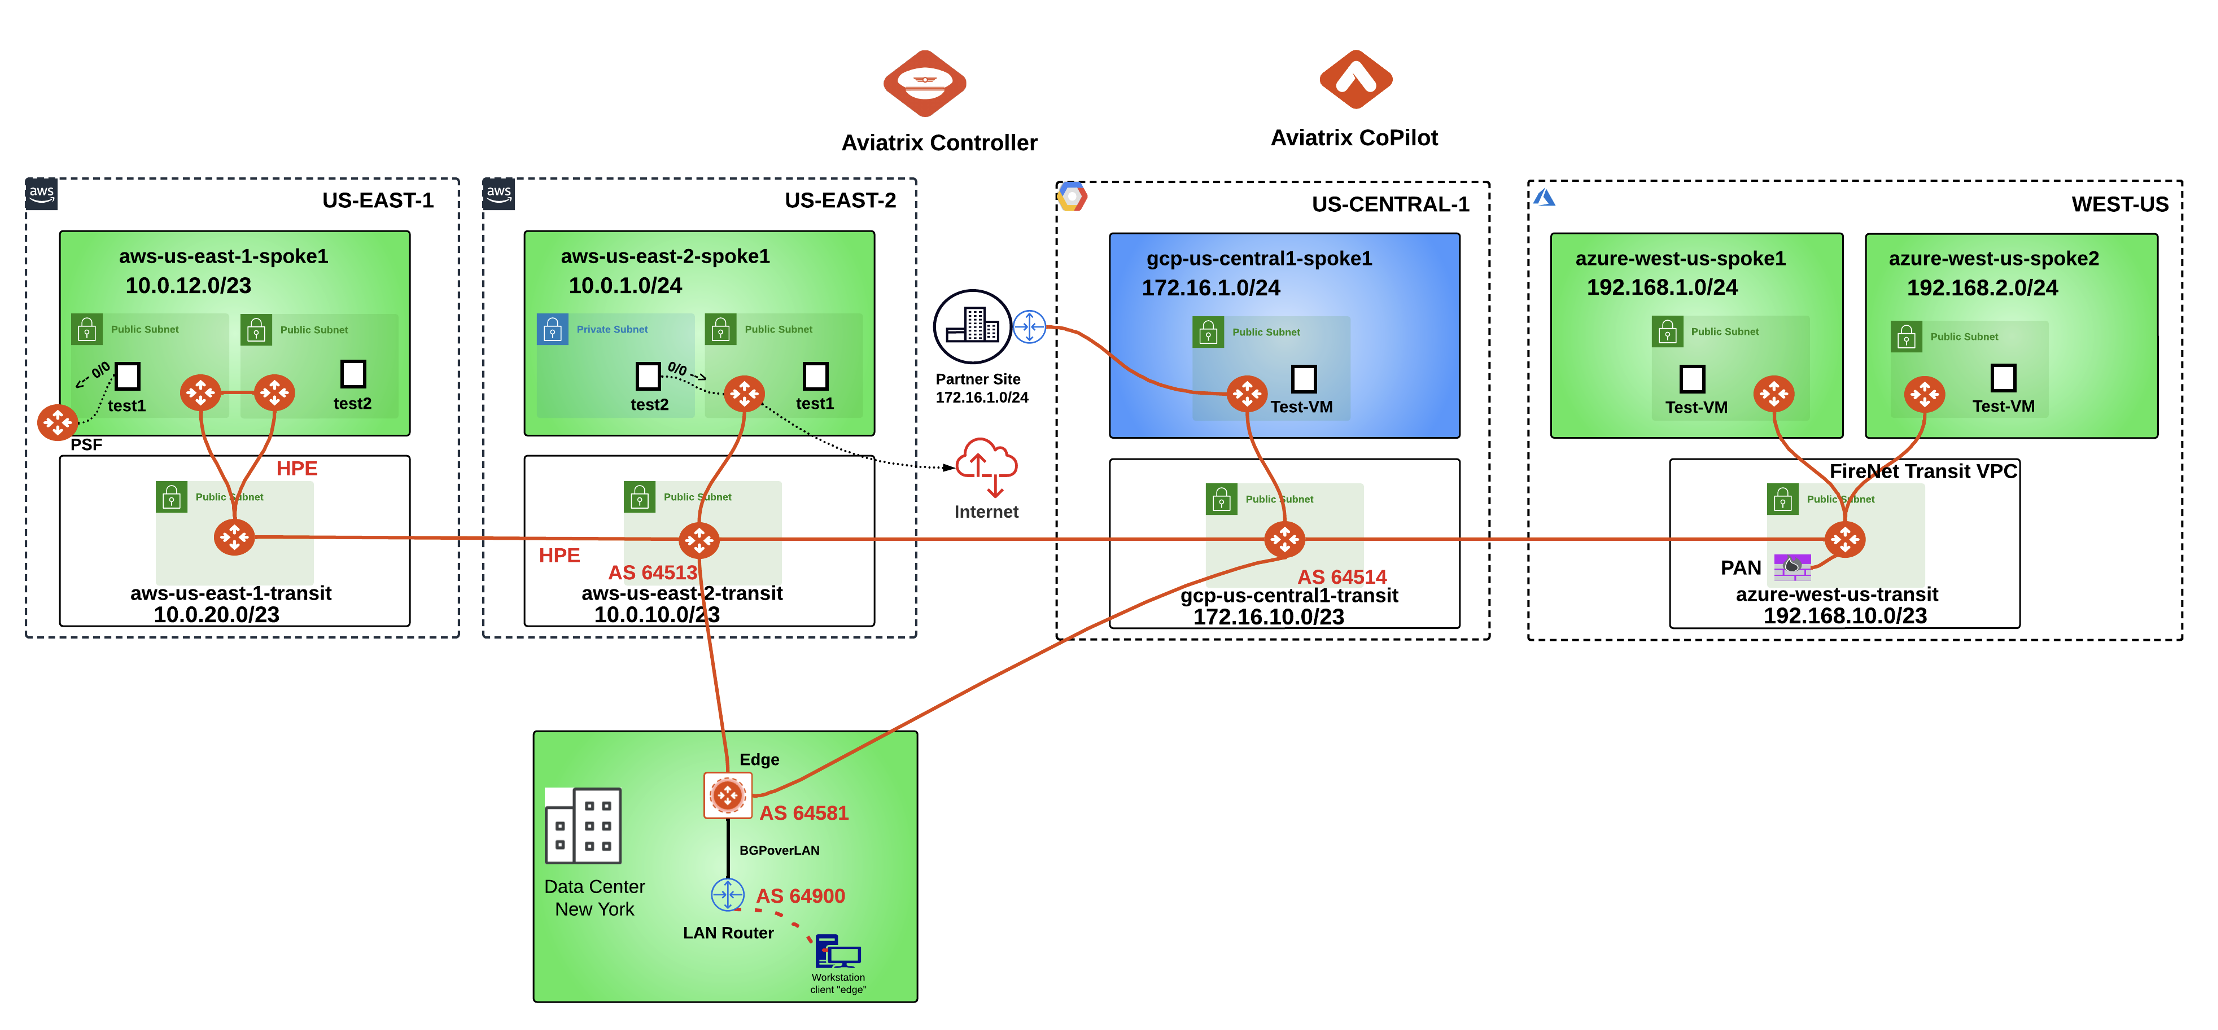 Aviatrix Controller
Aviatrix CoPilot
aws
US-EAST-1
aws-us-east-1-spoke1
10.0.12.0/23
Public Subnet
Public Subnet
<-- 0/0
test1
test2
PSF
HPE
Public Subnet
aws-us-east-1-transit
10.0.20.0/23
aws
US-EAST-2
aws-us-east-2-spoke1
10.0.1.0/24
Private Subnet
Public Subnet
0/0 -->
test2
test1
Public Subnet
HPE
AS 64513
aws-us-east-2-transit
10.0.10.0/23
Partner Site
172.16.1.0/24
Internet
US-CENTRAL-1
gcp-us-central1-spoke1
172.16.1.0/24
Public Subnet
Test-VM
Public Subnet
AS 64514
gcp-us-central1-transit
172.16.10.0/23
WEST-US
azure-west-us-spoke1
192.168.1.0/24
Public Subnet
Test-VM
azure-west-us-spoke2
192.168.2.0/24
Public Subnet
Test-VM
FireNet Transit VPC
Public Subnet
PAN
azure-west-us-transit
192.168.10.0/23
Edge
AS 64581
BGPoverLAN
Data Center
New York
AS 64900
LAN Router
Workstation
client "edge"